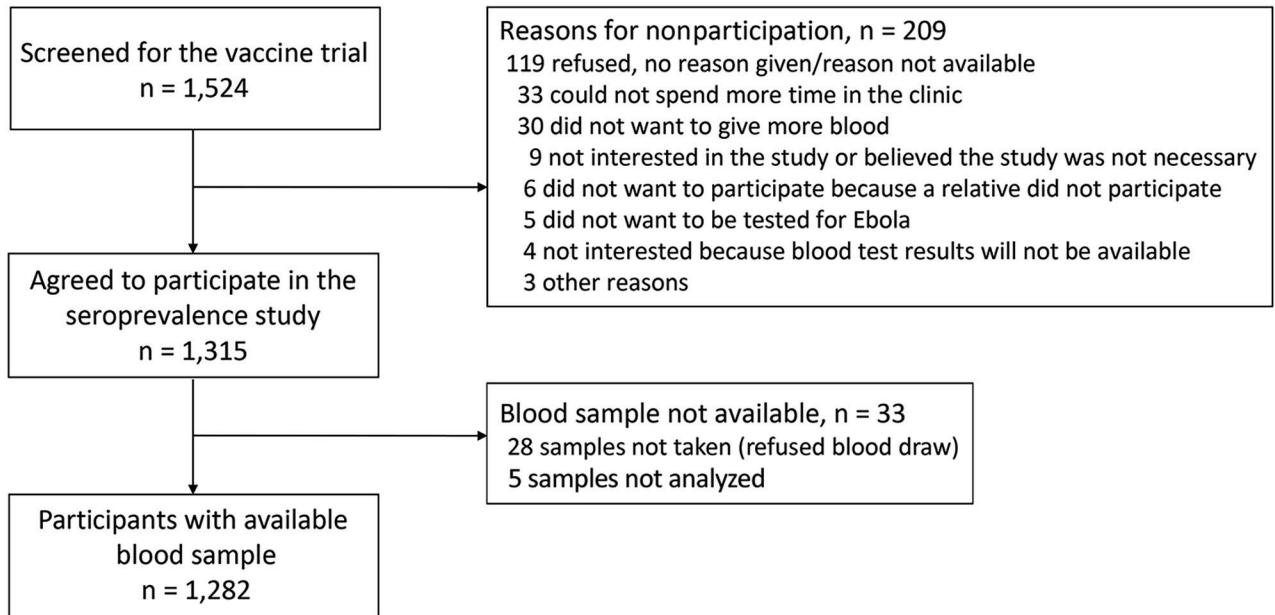 Screened for the vaccine trial
n = 1,524
Reasons for nonparticipation, n = 209
119 refused, no reason given/reason not available
33 could not spend more time in the clinic
30 did not want to give more blood
9 not interested in the study or believed the study was not necessary
6 did not want to participate because a relative did not participate
5 did not want to be tested for Ebola
4 not interested because blood test results will not be available
3 other reasons
Agreed to participate in the
seroprevalence study
n = 1,315
Blood sample not available, n = 33
28 samples not taken (refused blood draw)
5 samples not analyzed
Participants with available
blood sample
n = 1,282